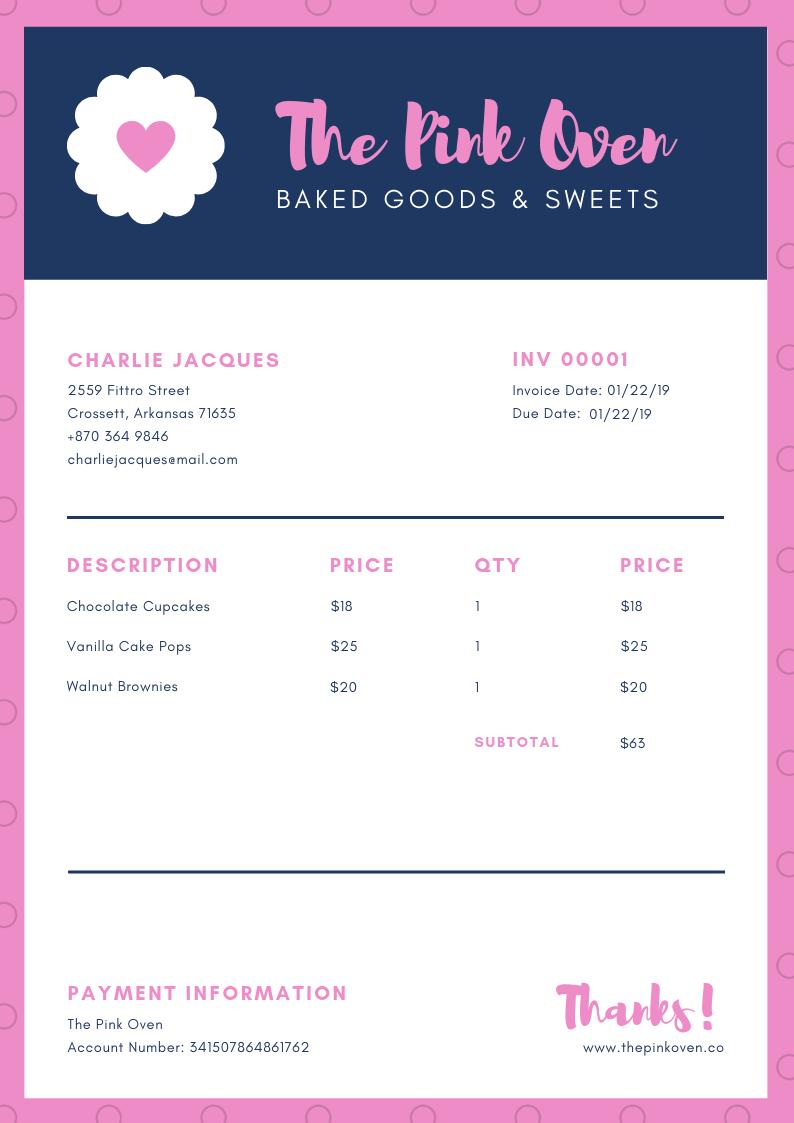 The Pink Oven
BAKED GOODS & SWEETS
CHARLIE JACQUES
2559 Fittro Street
Crossett, Arkansas 71635
+870 364 9846
charliejacques@mail.com
INV 00001
Invoice Date: 01/22/19
Due Date: 01/22/19
DESCRIPTION PRICE QTY PRICE
Chocolate Cupcakes $18 1 $18
Vanilla Cake Pops $25 1 $25
Walnut Brownies $20 1 $20
SUBTOTAL $63
PAYMENT INFORMATION
The Pink Oven
Account Number: 341507864861762
Thanks!
www.thepinkoven.co